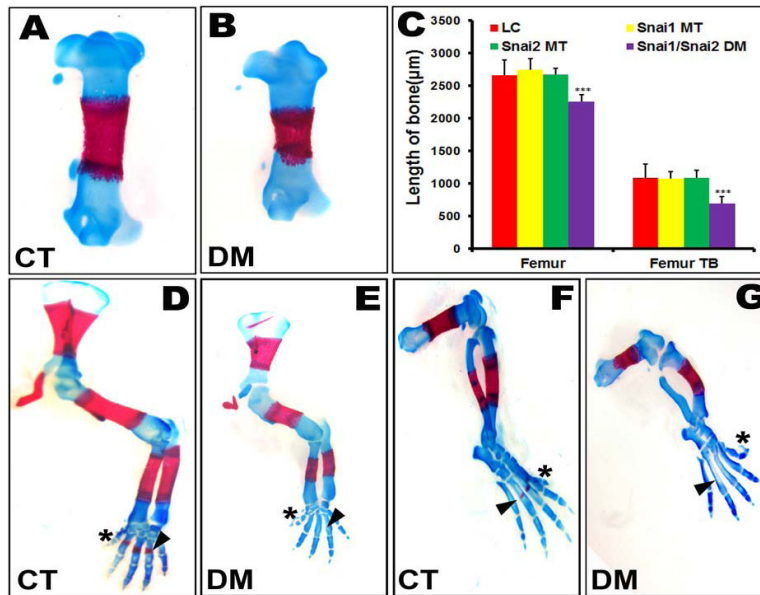 A
CT
B
DM
C
LC
Snai1 MT
Snai2 MT
Snai1/Snai2 DM
Length of bone(µm)
3500
3000
2500
2000
1500
1000
500
0
***
***
Femur
Femur TB
D
*
CT
E
*
DM
F
*
CT
G
*
DM